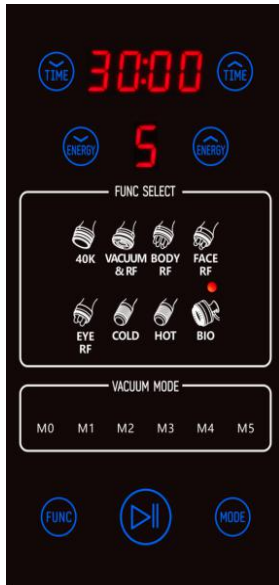 TIME 30:00 TIME
ENERGY 5 ENERGY
FUNC SELECT
40K VACUUM & RF BODY RF FACE RF
EYE RF COLD HOT BIO
VACUUM MODE
M0 M1 M2 M3 M4 M5
FUNC MODE